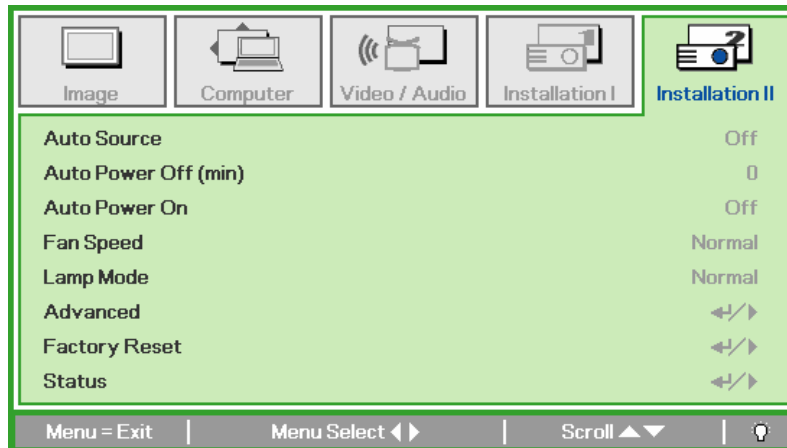 Image Computer Video / Audio Installation I Installation II
Auto Source Off
Auto Power Off (min) 0
Auto Power On Off
Fan Speed Normal
Lamp Mode Normal
Advanced
Factory Reset
Status
Menu = Exit Menu Select Scroll